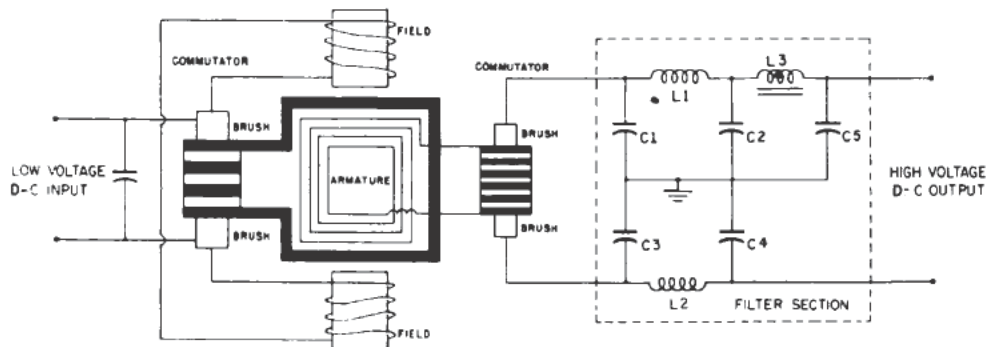 FIELD
COMMUTATOR
BRUSH
LOW VOLTAGE
D-C INPUT
ARMATURE
BRUSH
FIELD
COMMUTATOR
BRUSH
BRUSH
L1
L3
C1
C2
C5
C3
C4
L2
FILTER SECTION
HIGH VOLTAGE
D-C OUTPUT